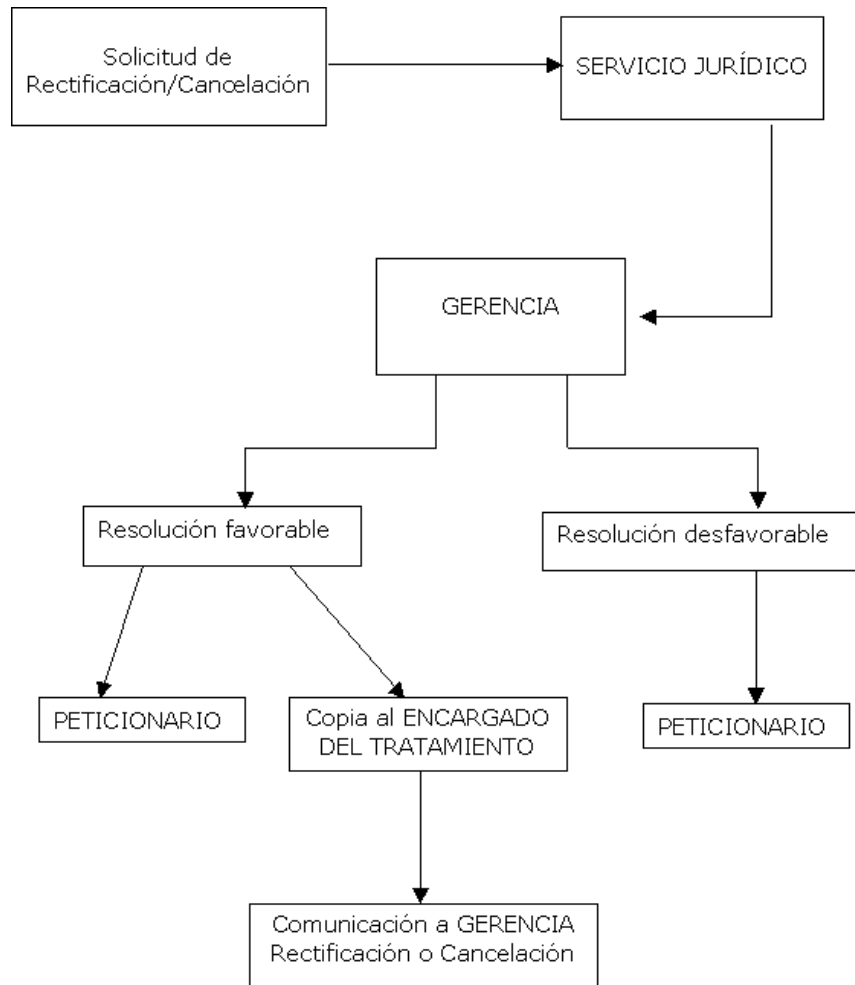 Solicitud de
Rectificación/Cancelación
SERVICIO JURÍDICO
GERENCIA
Resolución favorable
Resolución desfavorable
PETICIONARIO
Copia al ENCARGADO
DEL TRATAMIENTO
PETICIONARIO
Comunicación a GERENCIA
Rectificación o Cancelación